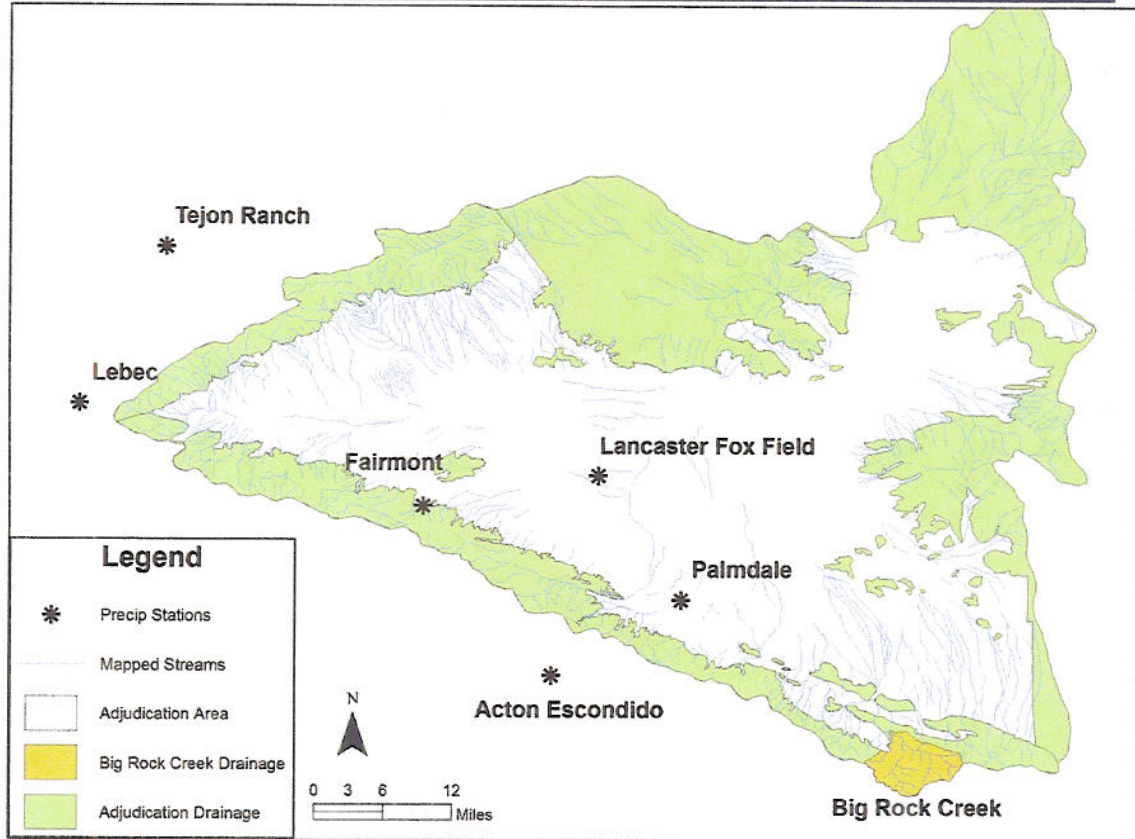 Tejon Ranch
Lebec
Fairmont
Lancaster Fox Field
Palmdale
Acton Escondido
Big Rock Creek
Legend
Precip Stations
Mapped Streams
Adjudication Area
Big Rock Creek Drainage
Adjudication Drainage
N
0 3 6 12
Miles